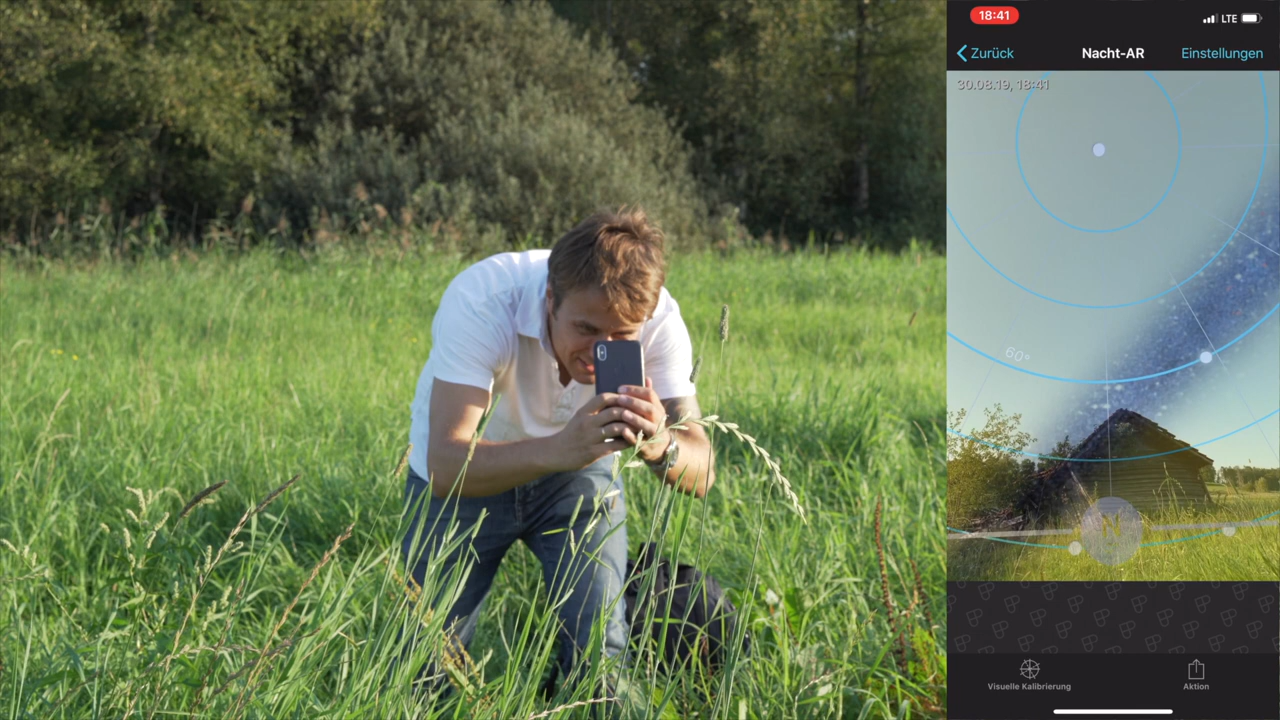 18:41
LTE
Zurück
Nacht-AR
Einstellungen
30.08.19, 18:41
60°
N
Visuelle Kalibrierung
Aktion